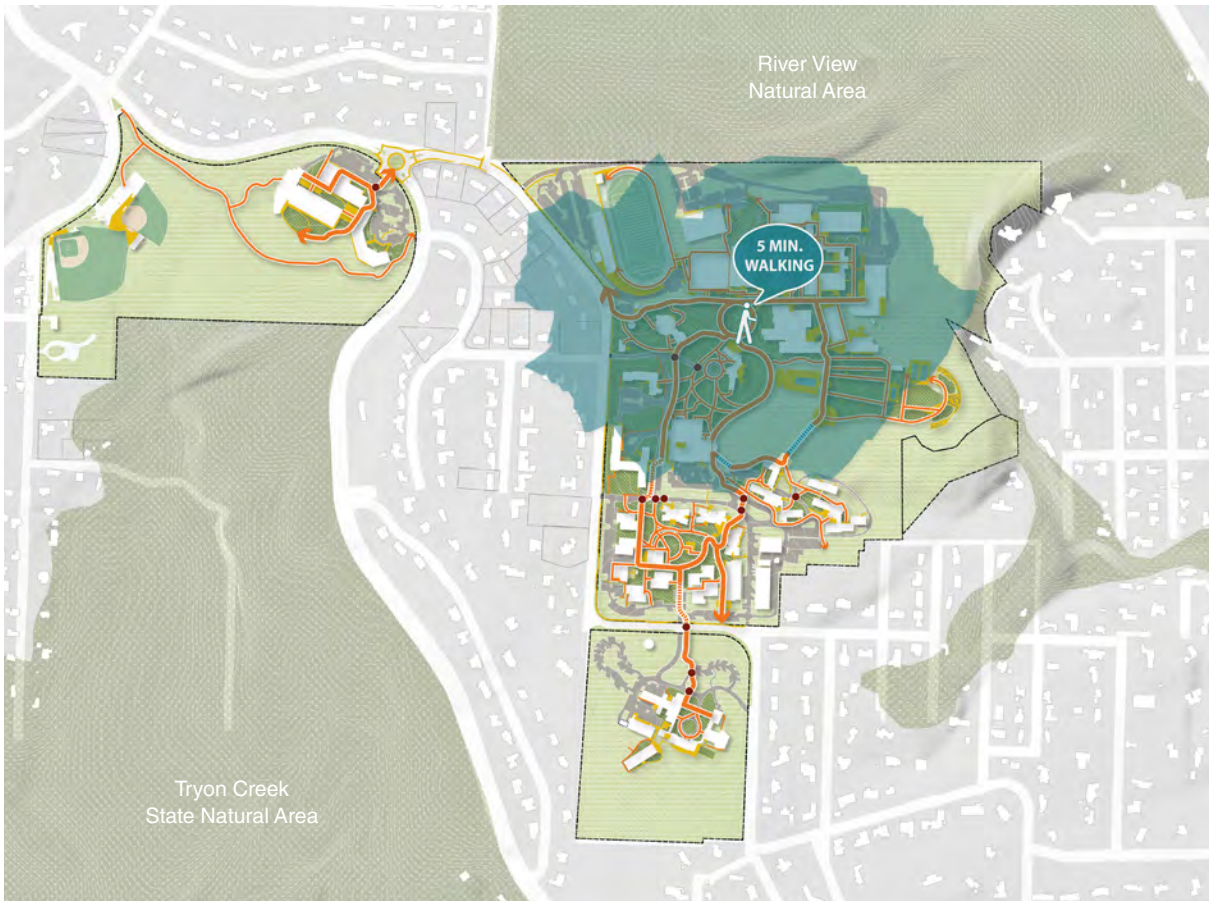 River View
Natural Area
5 MIN.
WALKING
Tryon Creek
State Natural Area